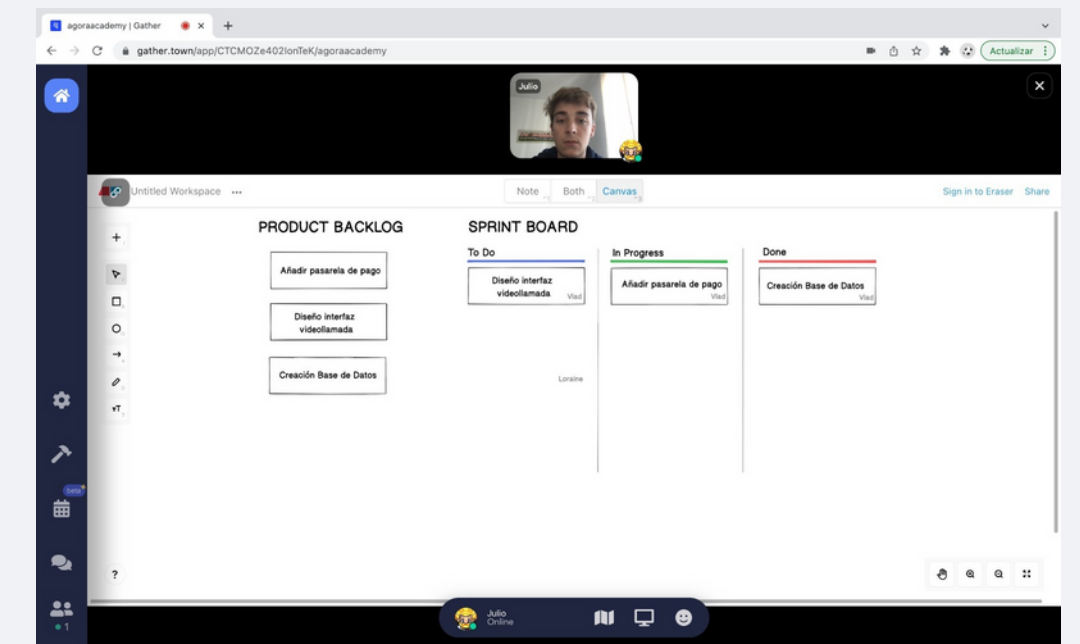 agoraacademy | Gather
gather.town/app/CTCMOZe402IonTeK/agoraacademy
Actualizar
Julio
Untitled Workspace
Note
Both
Canvas
Sign in to Eraser
Share
PRODUCT BACKLOG
Añadir pasarela de pago
Diseño interfaz
videollamada
Creación Base de Datos
SPRINT BOARD
To Do
Diseño interfaz
videollamada
Vlad
Loraine
In Progress
Añadir pasarela de pago
Vlad
Done
Creación Base de Datos
Vlad
beta
?
1
Julio
Online